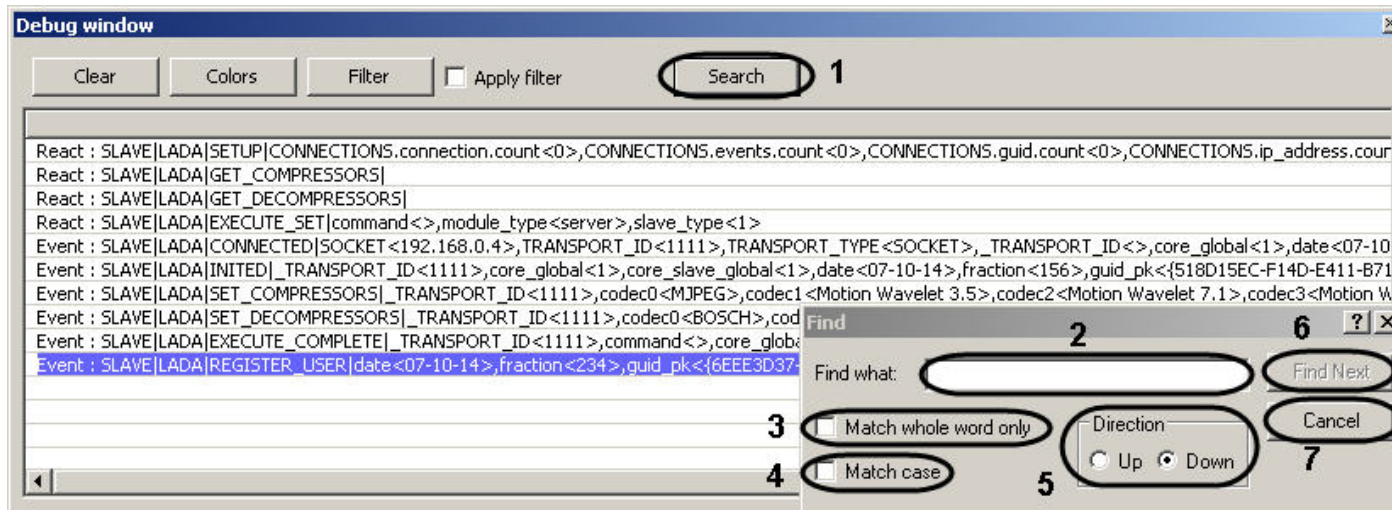 Debug window
Clear Colors Filter Apply filter Search 1
React : SLAVE|LADA|SETUP|CONNECTIONS.connection.count<0>,CONNECTIONS.events.count<0>,CONNECTIONS.guid.count<0>,CONNECTIONS.ip_address.cour
React : SLAVE|LADA|GET_COMPRESSORS|
React : SLAVE|LADA|GET_DECOMPRESSORS|
React : SLAVE|LADA|EXECUTE_SET|command<>,module_type<server>,slave_type<1>
Event : SLAVE|LADA|CONNECTED|SOCKET<192.168.0.4>,TRANSPORT_ID<1111>,TRANSPORT_TYPE<SOCKET>,_TRANSPORT_ID<>,core_global<1>,date<07-10
Event : SLAVE|LADA|INITED|_TRANSPORT_ID<1111>,core_global<1>,core_slave_global<1>,date<07-10-14>,fraction<156>,guid_pk<{518D15EC-F14D-E411-B71
Event : SLAVE|LADA|SET_COMPRESSORS|_TRANSPORT_ID<1111>,codec0<MJPEG>,codec1<Motion Wavelet 3.5>,codec2<Motion Wavelet 7.1>,codec3<Motion W
Event : SLAVE|LADA|SET_DECOMPRESSORS|_TRANSPORT_ID<1111>,codec0<BOSCH>,cod
Event : SLAVE|LADA|EXECUTE_COMPLETE|_TRANSPORT_ID<1111>,command<>,core_globa
Event : SLAVE|LADA|REGISTER_USER|date<07-10-14>,fraction<234>,guid_pk<{6EEE3D37-
Find 2 6
Find what: Find Next
3 Match whole word only Direction Cancel
4 Match case 5 Up Down 7